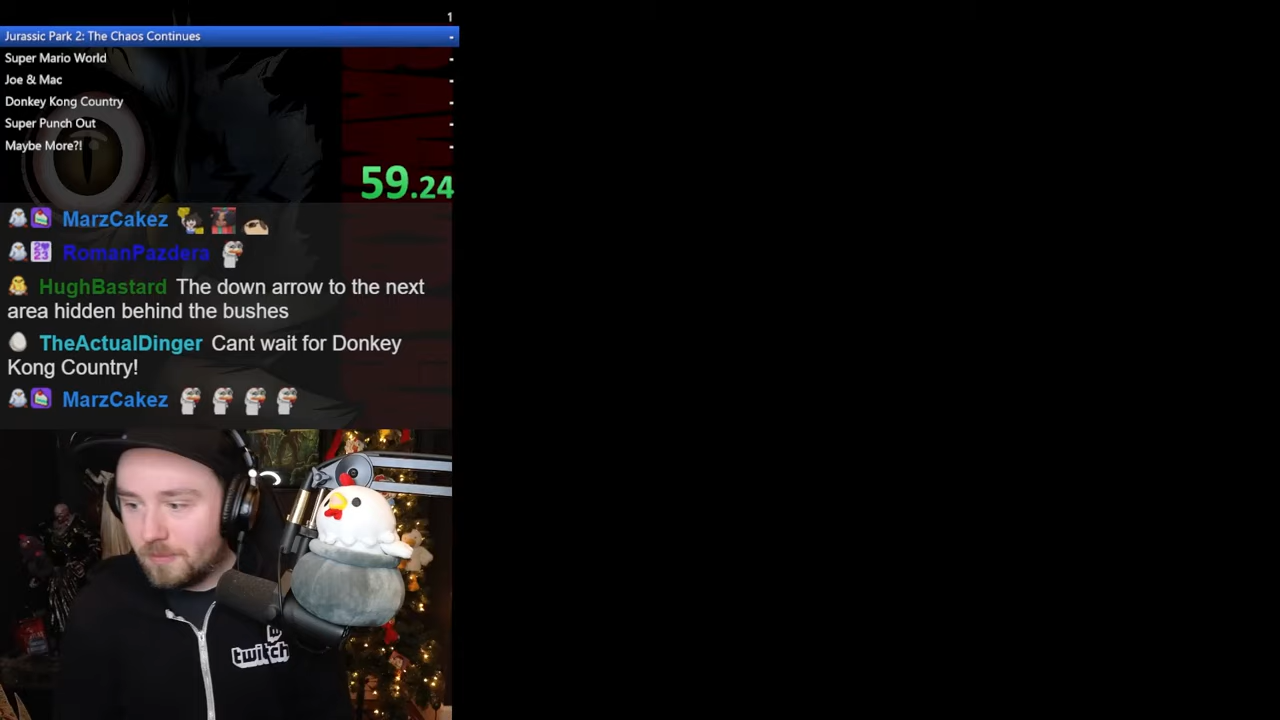 1
Jurassic Park 2: The Chaos Continues -
Super Mario World -
Joe & Mac -
Donkey Kong Country -
Super Punch Out -
Maybe More?! -
59.24
MarzCakez
RomanPazdera
HughBastard The down arrow to the next
area hidden behind the bushes
TheActualDinger Cant wait for Donkey
Kong Country!
MarzCakez
twitch